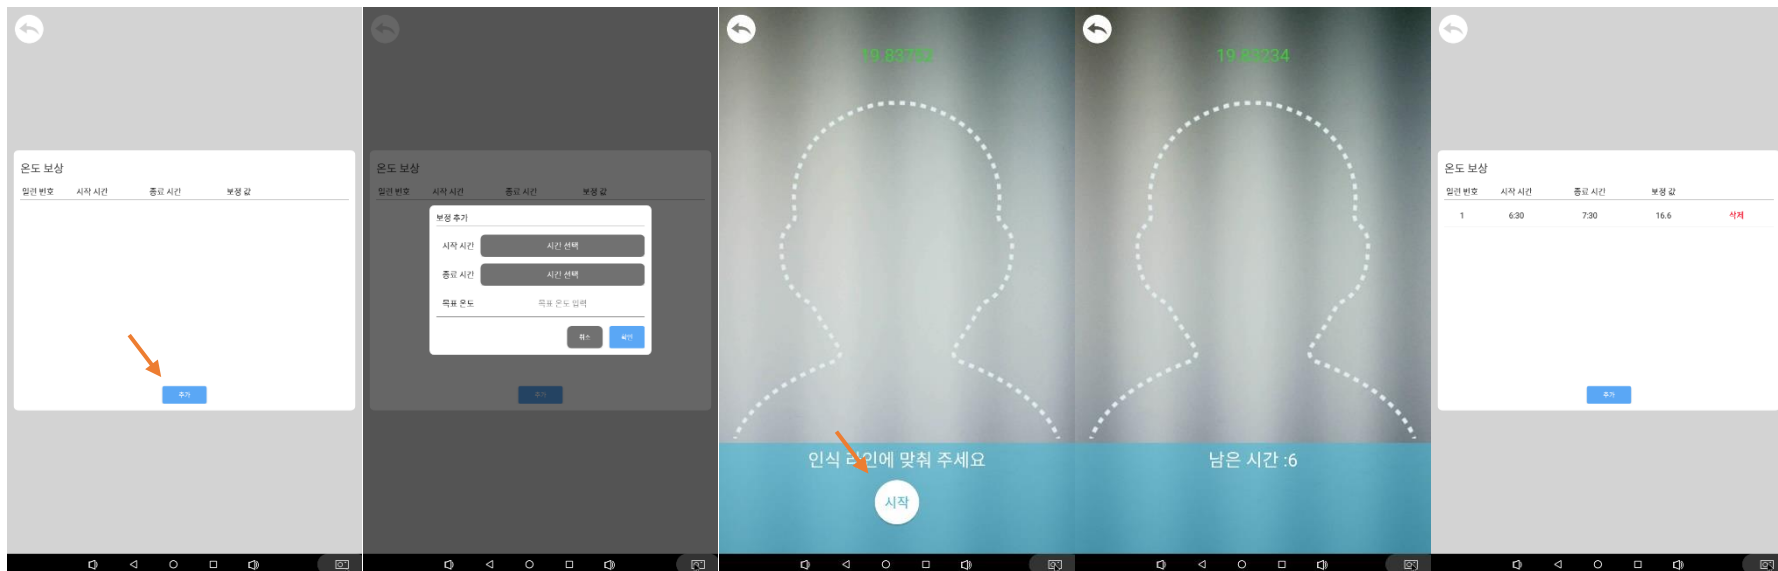 온도 보상
일련 번호 시작 시간 종료 시간 보정 값
추가
온도 보상
일련 번호 시작 시간 종료 시간 보정 값
보정 추가
시작 시간 시간 선택
종료 시간 시간 선택
목표 온도 목표 온도 입력
취소 확인
추가
19.83752
인식 라인에 맞춰 주세요
시작
19.83234
남은 시간 :6
온도 보상
일련 번호 시작 시간 종료 시간 보정 값
1 6:30 7:30 16.6 삭제
추가